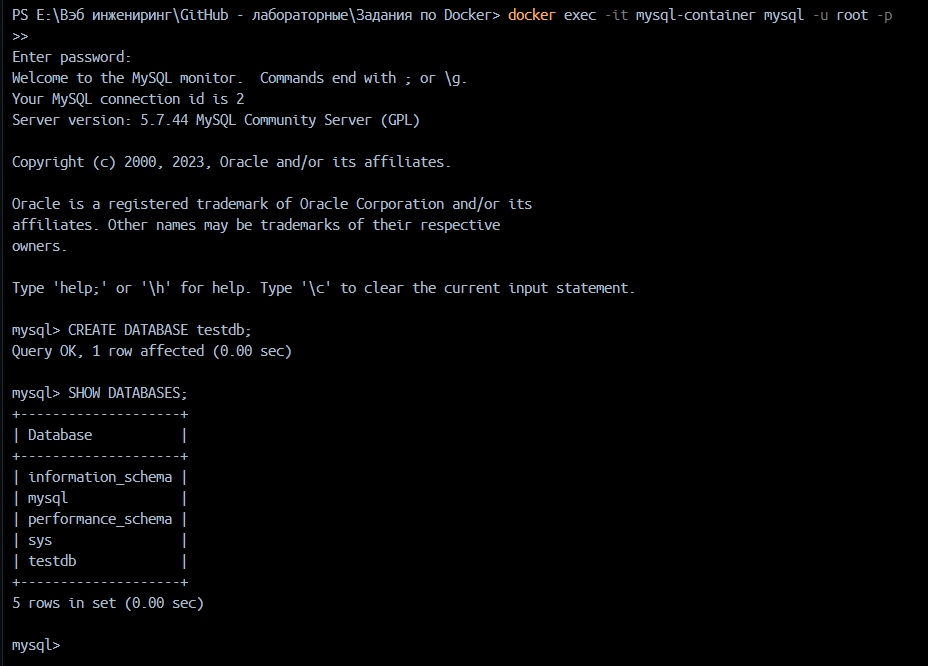 PS E:\Вэб инжениринг\GitHub - лабораторные\Задания по Docker> docker exec -it mysql-container mysql -u root -p
>>
Enter password:
Welcome to the MySQL monitor.  Commands end with ; or \g.
Your MySQL connection id is 2
Server version: 5.7.44 MySQL Community Server (GPL)

Copyright (c) 2000, 2023, Oracle and/or its affiliates.

Oracle is a registered trademark of Oracle Corporation and/or its
affiliates. Other names may be trademarks of their respective
owners.

Type 'help;' or '\h' for help. Type '\c' to clear the current input statement.

mysql> CREATE DATABASE testdb;
Query OK, 1 row affected (0.00 sec)

mysql> SHOW DATABASES;
+--------------------+
| Database           |
+--------------------+
| information_schema |
| mysql              |
| performance_schema |
| sys                |
| testdb             |
+--------------------+
5 rows in set (0.00 sec)

mysql>